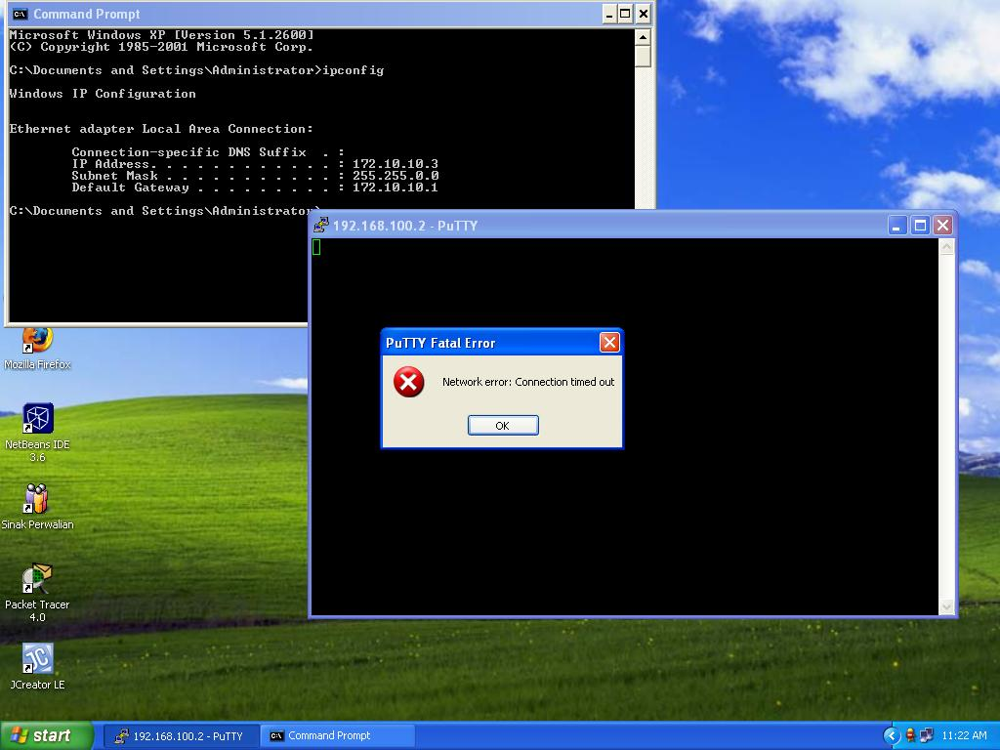 Command Prompt
Microsoft Windows XP [Version 5.1.2600]
(C) Copyright 1985-2001 Microsoft Corp.
C:\Documents and Settings\Administrator>ipconfig
Windows IP Configuration
Ethernet adapter Local Area Connection:
Connection-specific DNS Suffix . :
IP Address. . . . . . . . . . . . : 172.10.10.3
Subnet Mask . . . . . . . . . . . : 255.255.0.0
Default Gateway . . . . . . . . . : 172.10.10.1
C:\Documents and Settings\Administrator>
192.168.100.2 - PuTTY
PuTTY Fatal Error
Network error: Connection timed out
OK
Mozilla Firefox
NetBeans IDE
3.6
Sinak Perwalian
Packet Tracer
4.0
JCreator LE
start
192.168.100.2 - PuTTY
Command Prompt
11:22 AM